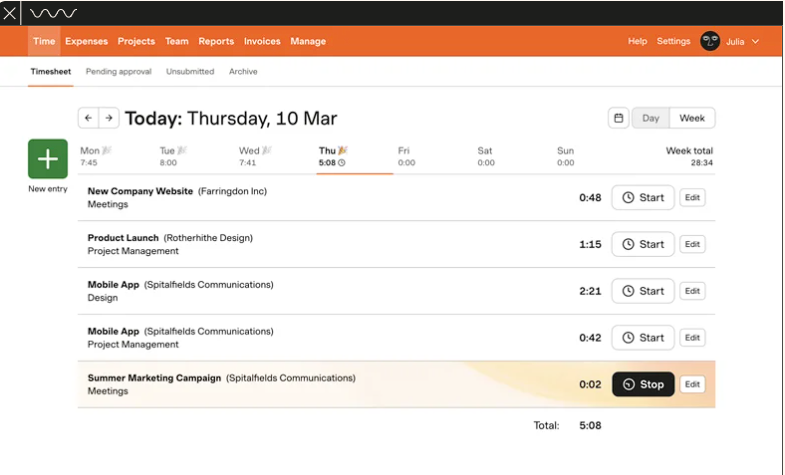 Time Expenses Projects Team Reports Invoices Manage Help Settings Julia
Timesheet Pending approval Unsubmitted Archive
Today: Thursday, 10 Mar Day Week
Mon Tue Wed Thu Fri Sat Sun Week total
7:45 8:00 7:41 5:08 0:00 0:00 0:00 28:34
New entry
New Company Website (Farringdon Inc)
Meetings
0:48 Start Edit
Product Launch (Rotherhithe Design)
Project Management
1:15 Start Edit
Mobile App (Spitalfields Communications)
Design
2:21 Start Edit
Mobile App (Spitalfields Communications)
Project Management
0:42 Start Edit
Summer Marketing Campaign (Spitalfields Communications)
Meetings
0:02 Stop Edit
Total: 5:08